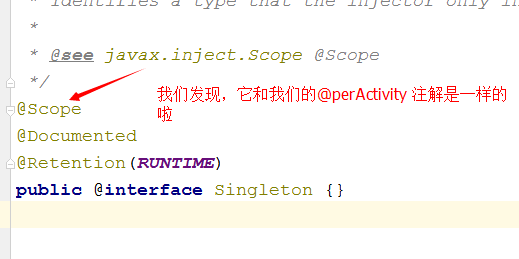 * Identifies a type that the injector only in
*
* @see javax.inject.Scope @Scope
*/
@Scope
我们发现，它和我们的@perActivity 注解是一样的
啦
@Documented
@Retention(RUNTIME)
public @interface Singleton {}